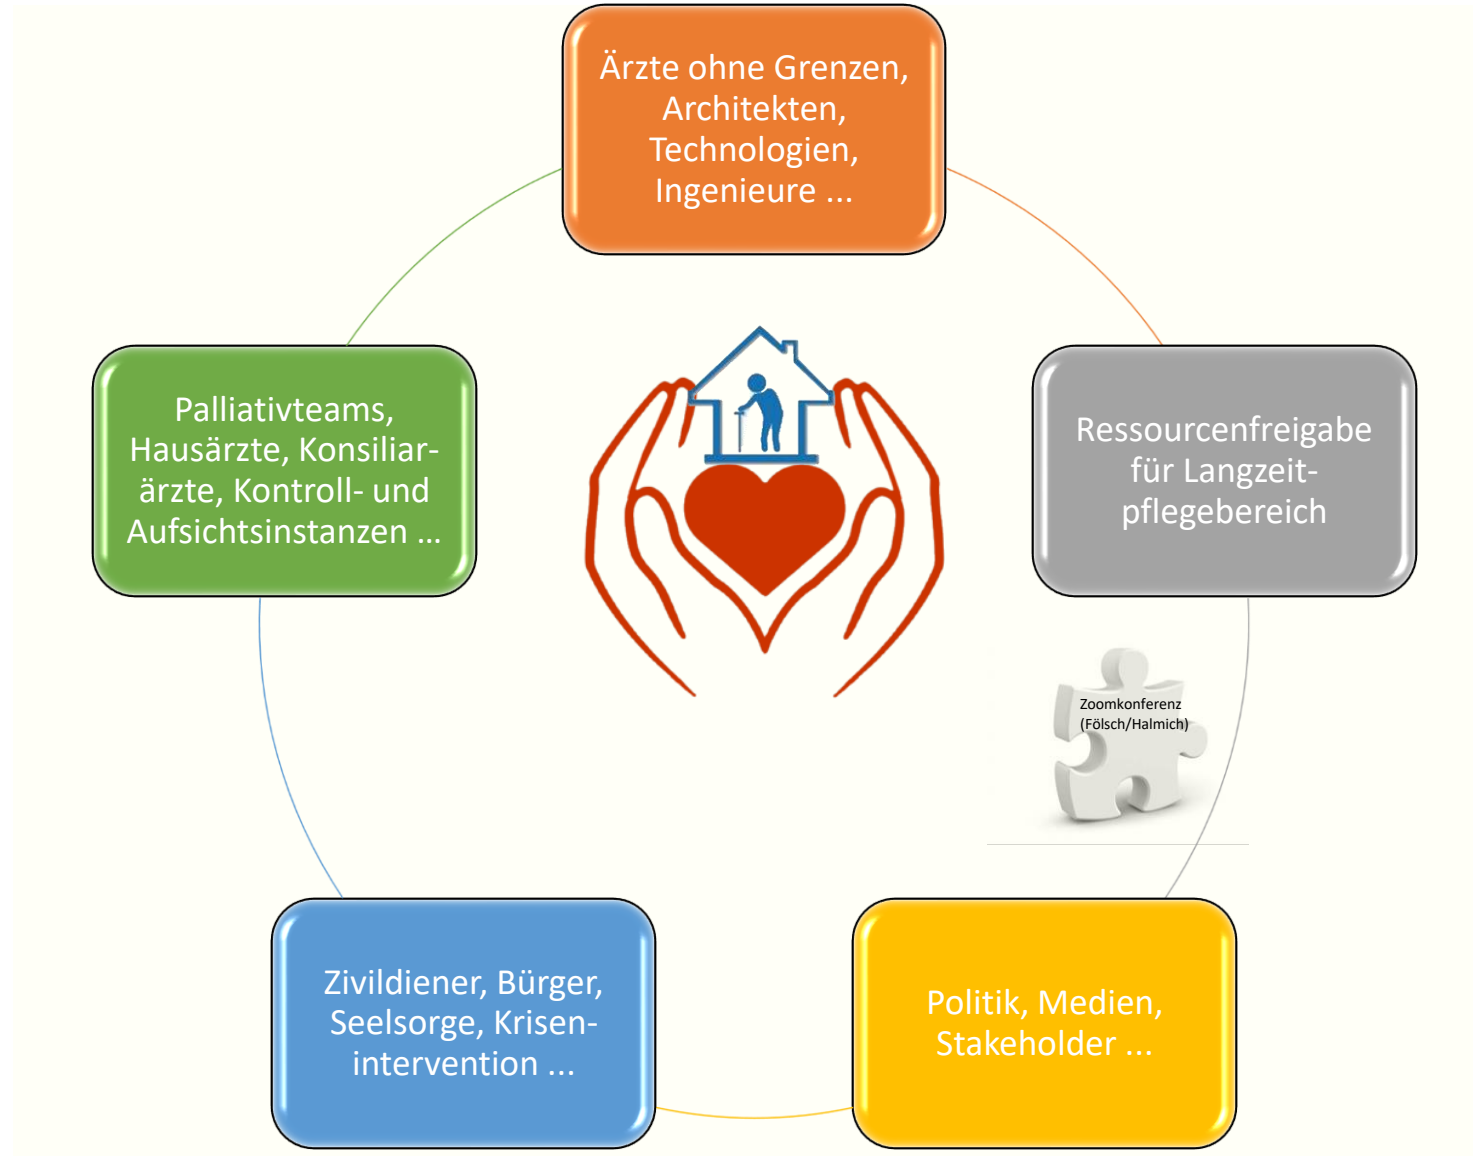 Ärzte ohne Grenzen,
Architekten,
Technologien,
Ingenieure ...
Palliativteams,
Hausärzte, Konsiliar-
ärzte, Kontroll- und
Aufsichtsinstanzen ...
Ressourcenfreigabe
für Langzeit-
pflegebereich
Zoomkonferenz
(Fölsch/Halmich)
Zivildiener, Bürger,
Seelsorge, Krisen-
intervention ...
Politik, Medien,
Stakeholder ...